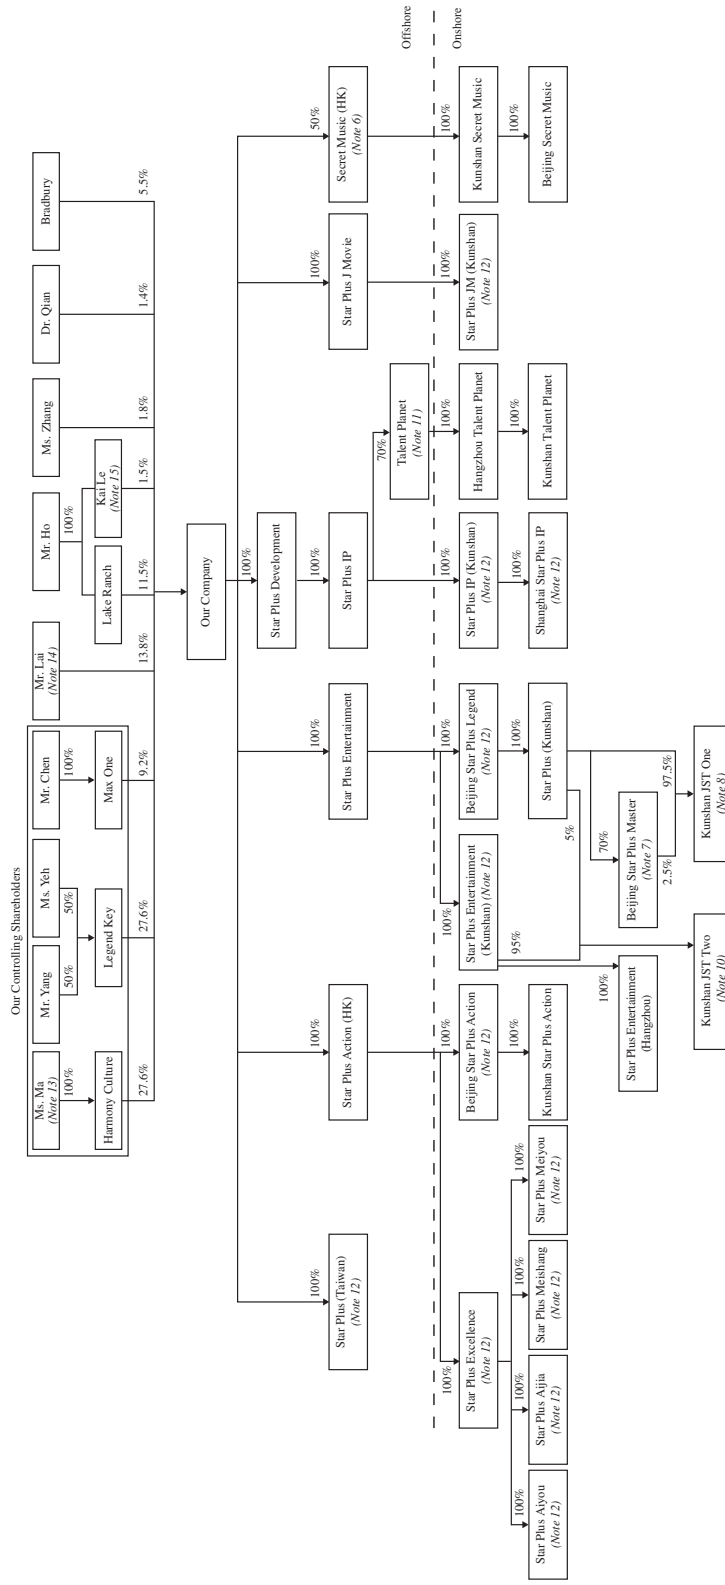 Our Controlling Shareholders
Ms. Ma
(Note 13)
Mr. Yang
Ms. Yeh
Mr. Chen
Mr. Lai
(Note 14)
Mr. Ho
Ms. Zhang
Dr. Qian
Bradbury
100%
50%
50%
100%
100%
Harmony Culture
Legend Key
Max One
Lake Ranch
Kai Le
(Note 15)
27.6%
27.6%
9.2%
13.8%
11.5%
1.5%
1.8%
1.4%
5.5%
Our Company
100%
Star Plus Development
100%
100%
100%
100%
100%
50%
Star Plus (Taiwan)
(Note 12)
Star Plus Action (HK)
Star Plus Entertainment
Star Plus IP
Star Plus J Movie
Secret Music (HK)
(Note 6)
70%
Talent Planet
(Note 11)
Offshore
Onshore
100%
100%
100%
100%
100%
100%
100%
100%
Star Plus Excellence
(Note 12)
Beijing Star Plus Action
(Note 12)
Star Plus Entertainment
(Kunshan) (Note 12)
Beijing Star Plus Legend
(Note 12)
Star Plus IP (Kunshan)
(Note 12)
Hangzhou Talent Planet
Star Plus JM (Kunshan)
(Note 12)
Kunshan Secret Music
100%
100%
100%
100%
100%
95%
100%
100%
100%
100%
Star Plus Aiyou
(Note 12)
Star Plus Aijia
(Note 12)
Star Plus Meishang
(Note 12)
Star Plus Meiyou
(Note 12)
Kunshan Star Plus Action
Star Plus (Kunshan)
Shanghai Star Plus IP
(Note 12)
Kunshan Talent Planet
Beijing Secret Music
5%
100%
70%
Star Plus Entertainment
(Hangzhou)
Beijing Star Plus Master
(Note 7)
2.5%
97.5%
Kunshan JST Two
(Note 10)
Kunshan JST One
(Note 8)